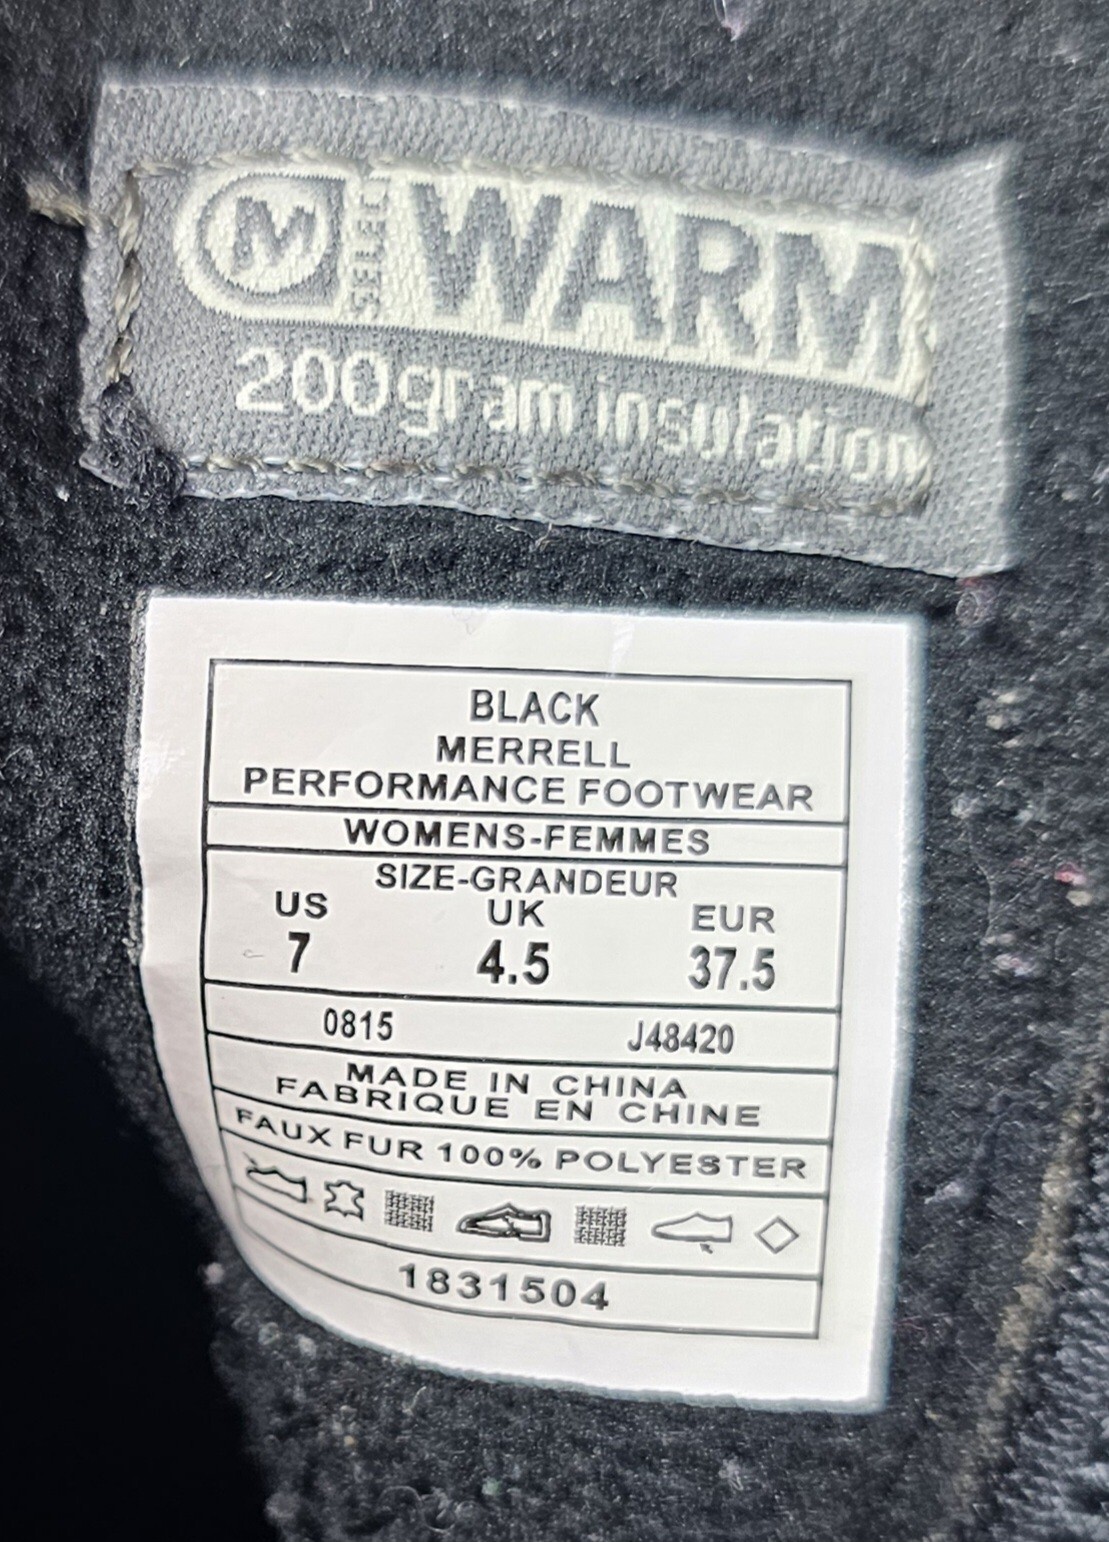 M SELECT WARM
200gram insulation
BLACK
MERRELL
PERFORMANCE FOOTWEAR
WOMENS-FEMMES
SIZE-GRANDEUR
US UK EUR
7 4.5 37.5
0815 J48420
MADE IN CHINA
FABRIQUE EN CHINE
FAUX FUR 100% POLYESTER
1831504